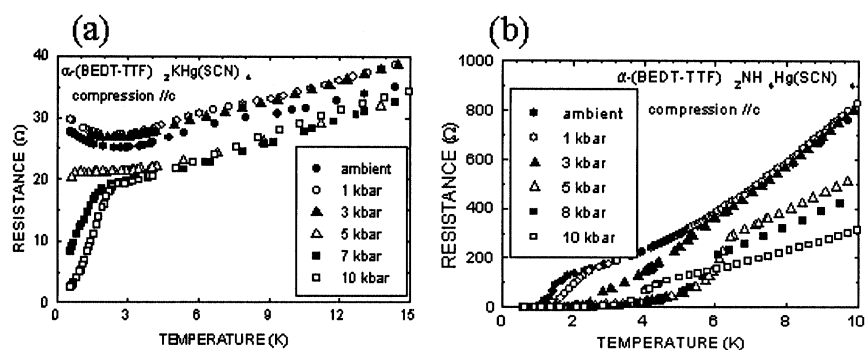 (a)
40
30
20
10
0
RESISTANCE (Ω)
α-(BEDT-TTF) 2KHg(SCN) 4
compression //c
ambient
1 kbar
3 kbar
5 kbar
7 kbar
10 kbar
0 3 6 9 12 15
TEMPERATURE (K)
(b)
1000
800
600
400
200
0
RESISTANCE (Ω)
α-(BEDT-TTF) 2NH 4Hg(SCN)
compression //c
ambient
1 kbar
3 kbar
5 kbar
8 kbar
10 kbar
2 4 6 8 10
TEMPERATURE (K)